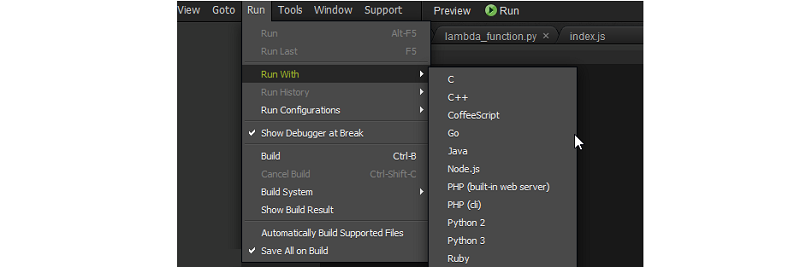 View Goto Run Tools Window Support Preview Run
lambda_function.py × index.js
Run Alt-F5
Run Last F5
Run With
Run History
Run Configurations
✓ Show Debugger at Break
Build Ctrl-B
Cancel Build Ctrl-Shift-C
Build System
Show Build Result
Automatically Build Supported Files
✓ Save All on Build
C
C++
CoffeeScript
Go
Java
Node.js
PHP (built-in web server)
PHP (cli)
Python 2
Python 3
Ruby